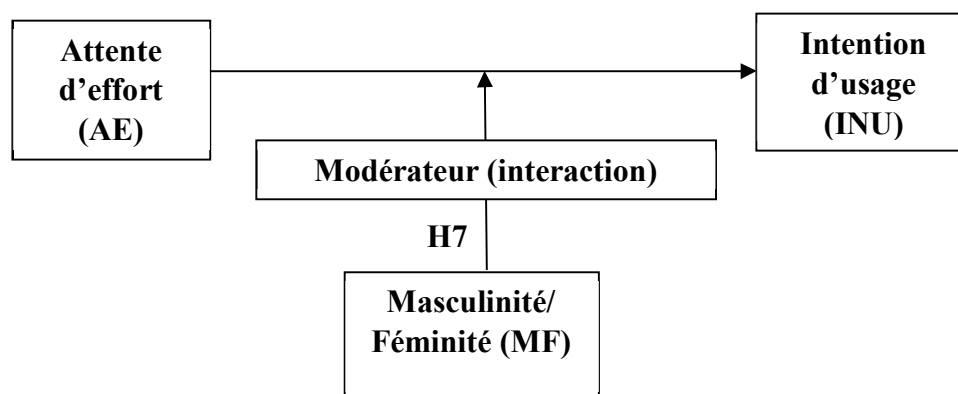 Attente
d’effort
(AE)
Intention
d’usage
(INU)
Modérateur (interaction)
H7
Masculinité/
Féminité (MF)